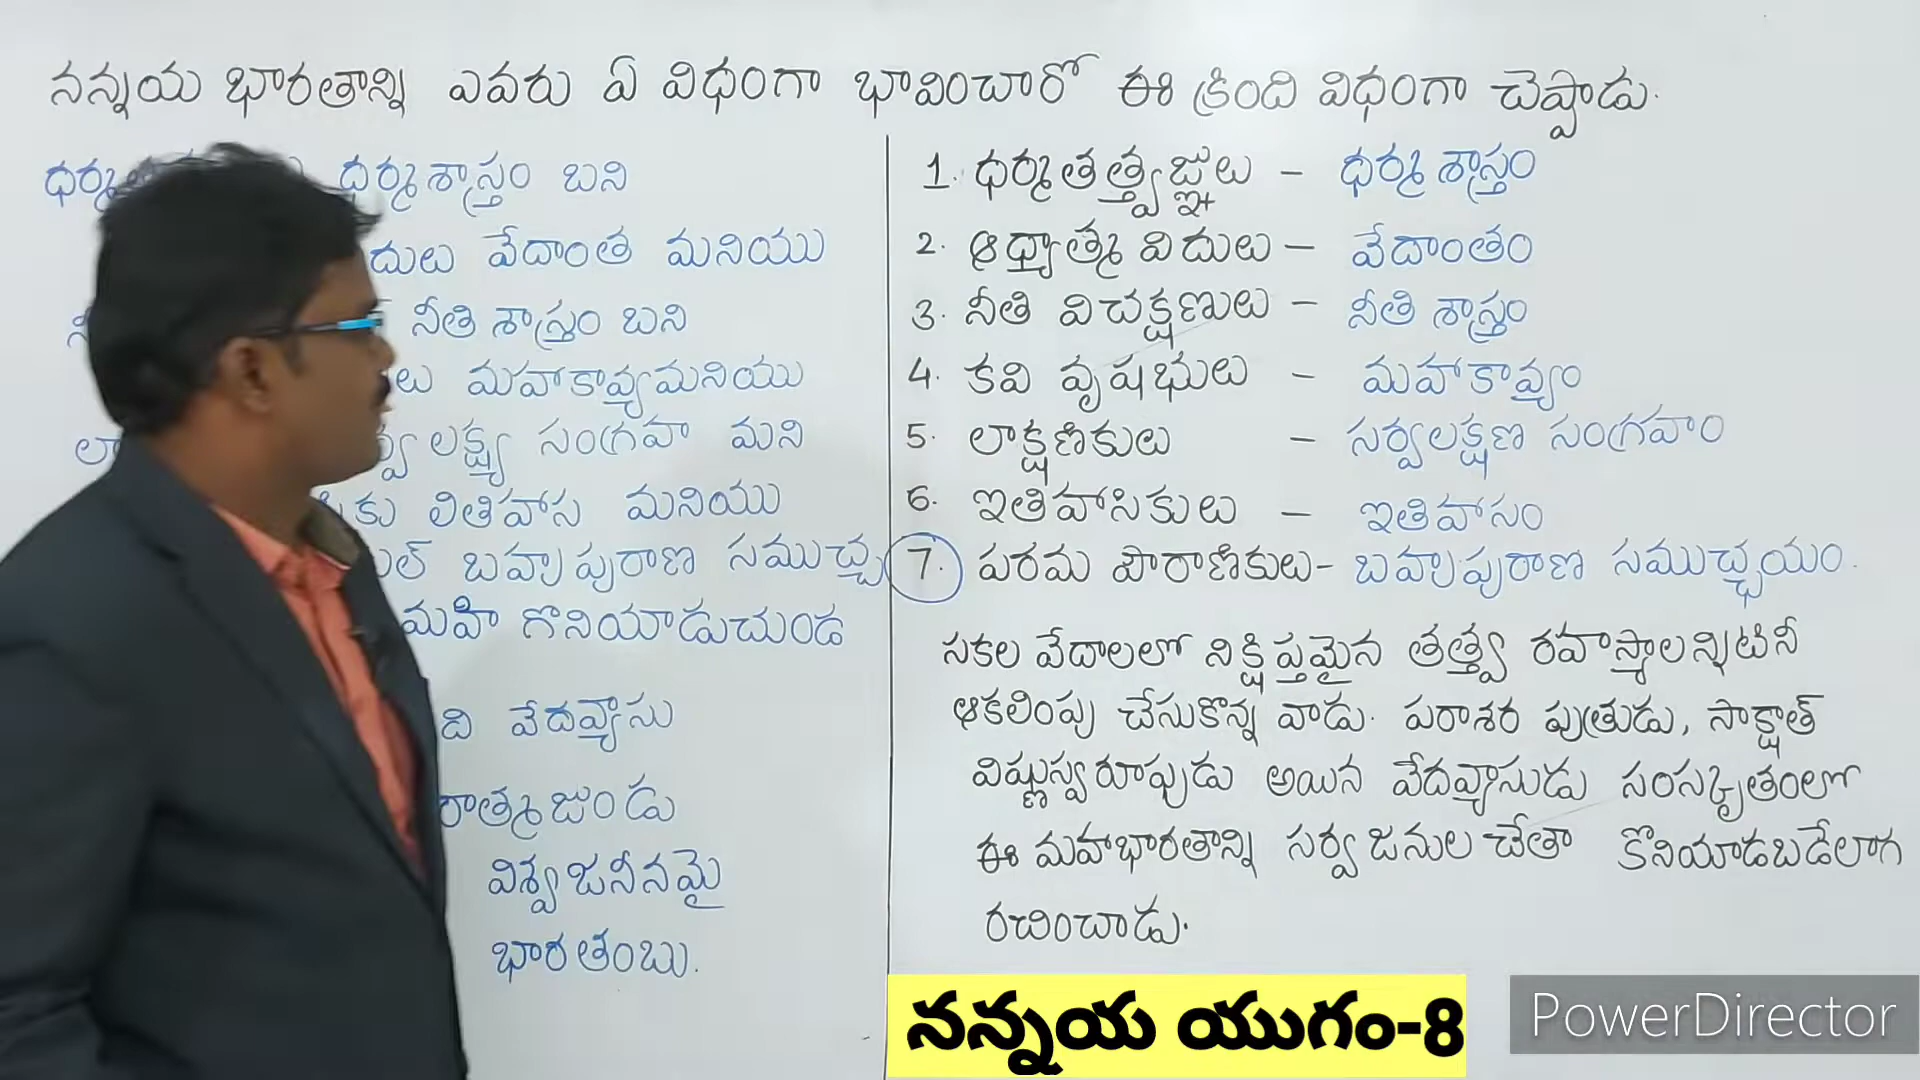 నన్నయ భారతాన్ని ఎవరు ఏ విధంగా భావించారో ఈ క్రింది విధంగా చెప్పాడు.
ధర్మశాస్త్రం బని
దులు వేదాంత మనియు
నీతి శాస్త్రం బని
లు మహాకావ్యమనియు
ర్వ లక్ష్య సంగ్రహ మని
కు లితిహాస మనియు
ల్ బహుపురాణ సముచ్చ
మహి గొనియాడుచుండ
ది వేదవ్యాసు
రాత్మజుండు
విశ్వజనీనమై
భారతంబు.
1. ధర్మతత్త్వజ్ఞులు – ధర్మశాస్త్రం
2. ఆధ్యాత్మ విదులు – వేదాంతం
3. నీతి విచక్షణులు – నీతి శాస్త్రం
4. కవి వృషభులు – మహాకావ్యం
5. లాక్షణికులు – సర్వలక్షణ సంగ్రహం
6. ఇతిహాసికులు – ఇతిహాసం
7. పరమ పౌరాణికులు- బహుపురాణ సముచ్ఛయం.
సకల వేదాలలో నిక్షిప్తమైన తత్త్వ రహస్యాలన్నిటినీ
ఆకలింపు చేసుకొన్న వాడు. పరాశర పుత్రుడు, సాక్షాత్
విష్ణుస్వరూపుడు అయిన వేదవ్యాసుడు సంస్కృతంలో
ఈ మహాభారతాన్ని సర్వజనుల చేతా కొనియాడబడేలాగ
రచించాడు.
నన్నయ యుగం-8
PowerDirector